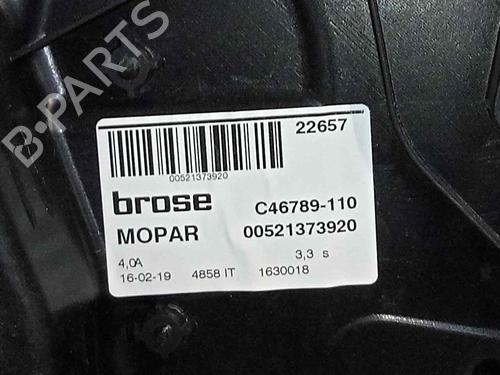 B-PARTS
22657
00521373920
brose C46789-110
MOPAR 00521373920
4,0A 3,3 s
16-02-19 4858 IT 1630018